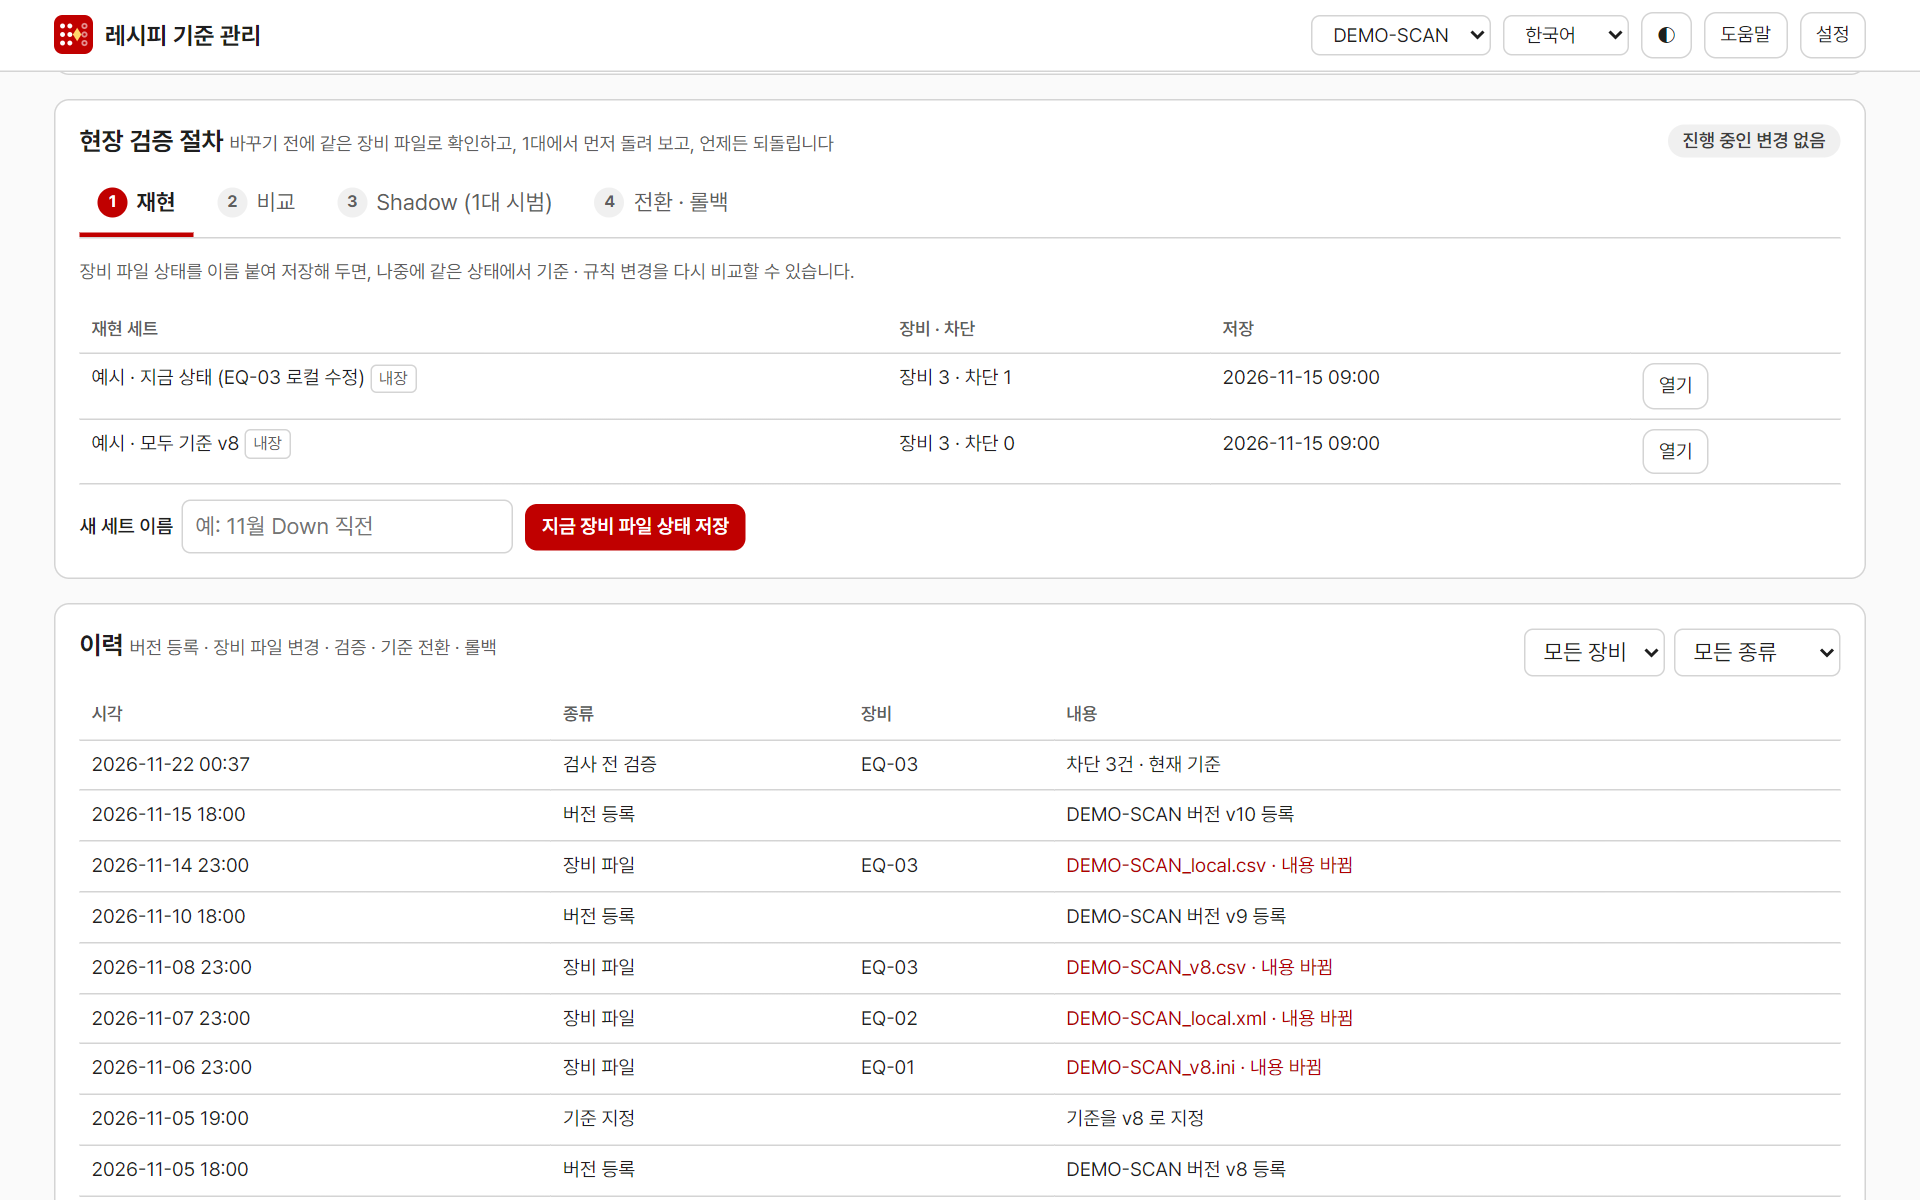 레시피 기준 관리
DEMO-SCAN
한국어
도움말
설정
현장 검증 절차 바꾸기 전에 같은 장비 파일로 확인하고, 1대에서 먼저 돌려 보고, 언제든 되돌립니다
진행 중인 변경 없음
1 재현
2 비교
3 Shadow (1대 시범)
4 전환 · 롤백
장비 파일 상태를 이름 붙여 저장해 두면, 나중에 같은 상태에서 기준 · 규칙 변경을 다시 비교할 수 있습니다.
재현 세트 장비 · 차단 저장
예시 · 지금 상태 (EQ-03 로컬 수정) 내장 장비 3 · 차단 1 2026-11-15 09:00 열기
예시 · 모두 기준 v8 내장 장비 3 · 차단 0 2026-11-15 09:00 열기
새 세트 이름 예: 11월 Down 직전 지금 장비 파일 상태 저장
이력 버전 등록 · 장비 파일 변경 · 검증 · 기준 전환 · 롤백
모든 장비
모든 종류
시각 종류 장비 내용
2026-11-22 00:37 검사 전 검증 EQ-03 차단 3건 · 현재 기준
2026-11-15 18:00 버전 등록 DEMO-SCAN 버전 v10 등록
2026-11-14 23:00 장비 파일 EQ-03 DEMO-SCAN_local.csv · 내용 바뀜
2026-11-10 18:00 버전 등록 DEMO-SCAN 버전 v9 등록
2026-11-08 23:00 장비 파일 EQ-03 DEMO-SCAN_v8.csv · 내용 바뀜
2026-11-07 23:00 장비 파일 EQ-02 DEMO-SCAN_local.xml · 내용 바뀜
2026-11-06 23:00 장비 파일 EQ-01 DEMO-SCAN_v8.ini · 내용 바뀜
2026-11-05 19:00 기준 지정 기준을 v8 로 지정
2026-11-05 18:00 버전 등록 DEMO-SCAN 버전 v8 등록